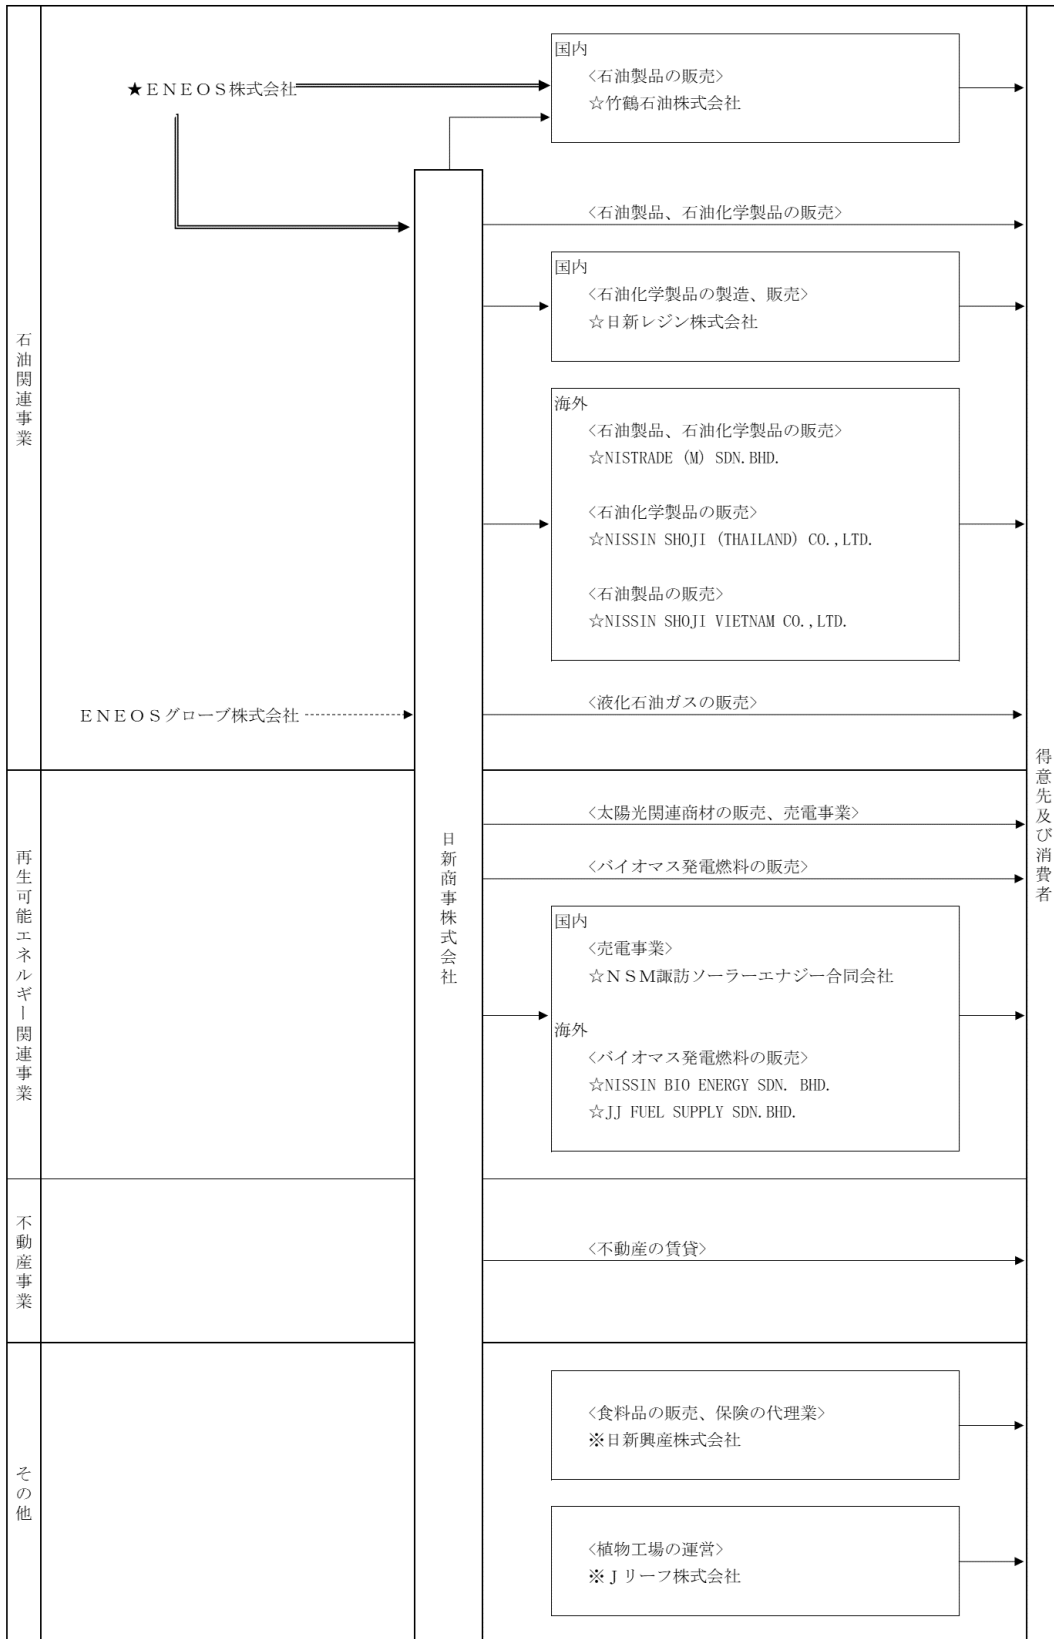 石油関連事業
★ＥＮＥＯＳ株式会社
国内
<石油製品の販売>
☆竹鶴石油株式会社
<石油製品、石油化学製品の販売>
国内
<石油化学製品の製造、販売>
☆日新レジン株式会社
海外
<石油製品、石油化学製品の販売>
☆NISTRADE (M) SDN.BHD.
<石油化学製品の販売>
☆NISSIN SHOJI (THAILAND) CO.,LTD.
<石油製品の販売>
☆NISSIN SHOJI VIETNAM CO.,LTD.
ＥＮＥＯＳグローブ株式会社
<液化石油ガスの販売>
日新商事株式会社
得意先及び消費者
再生可能エネルギー関連事業
<太陽光関連商材の販売、売電事業>
<バイオマス発電燃料の販売>
国内
<売電事業>
☆ＮＳＭ諏訪ソーラーエナジー合同会社
海外
<バイオマス発電燃料の販売>
☆NISSIN BIO ENERGY SDN. BHD.
☆JJ FUEL SUPPLY SDN.BHD.
不動産事業
<不動産の賃貸>
その他
<食料品の販売、保険の代理業>
※日新興産株式会社
<植物工場の運営>
※Ｊリーフ株式会社